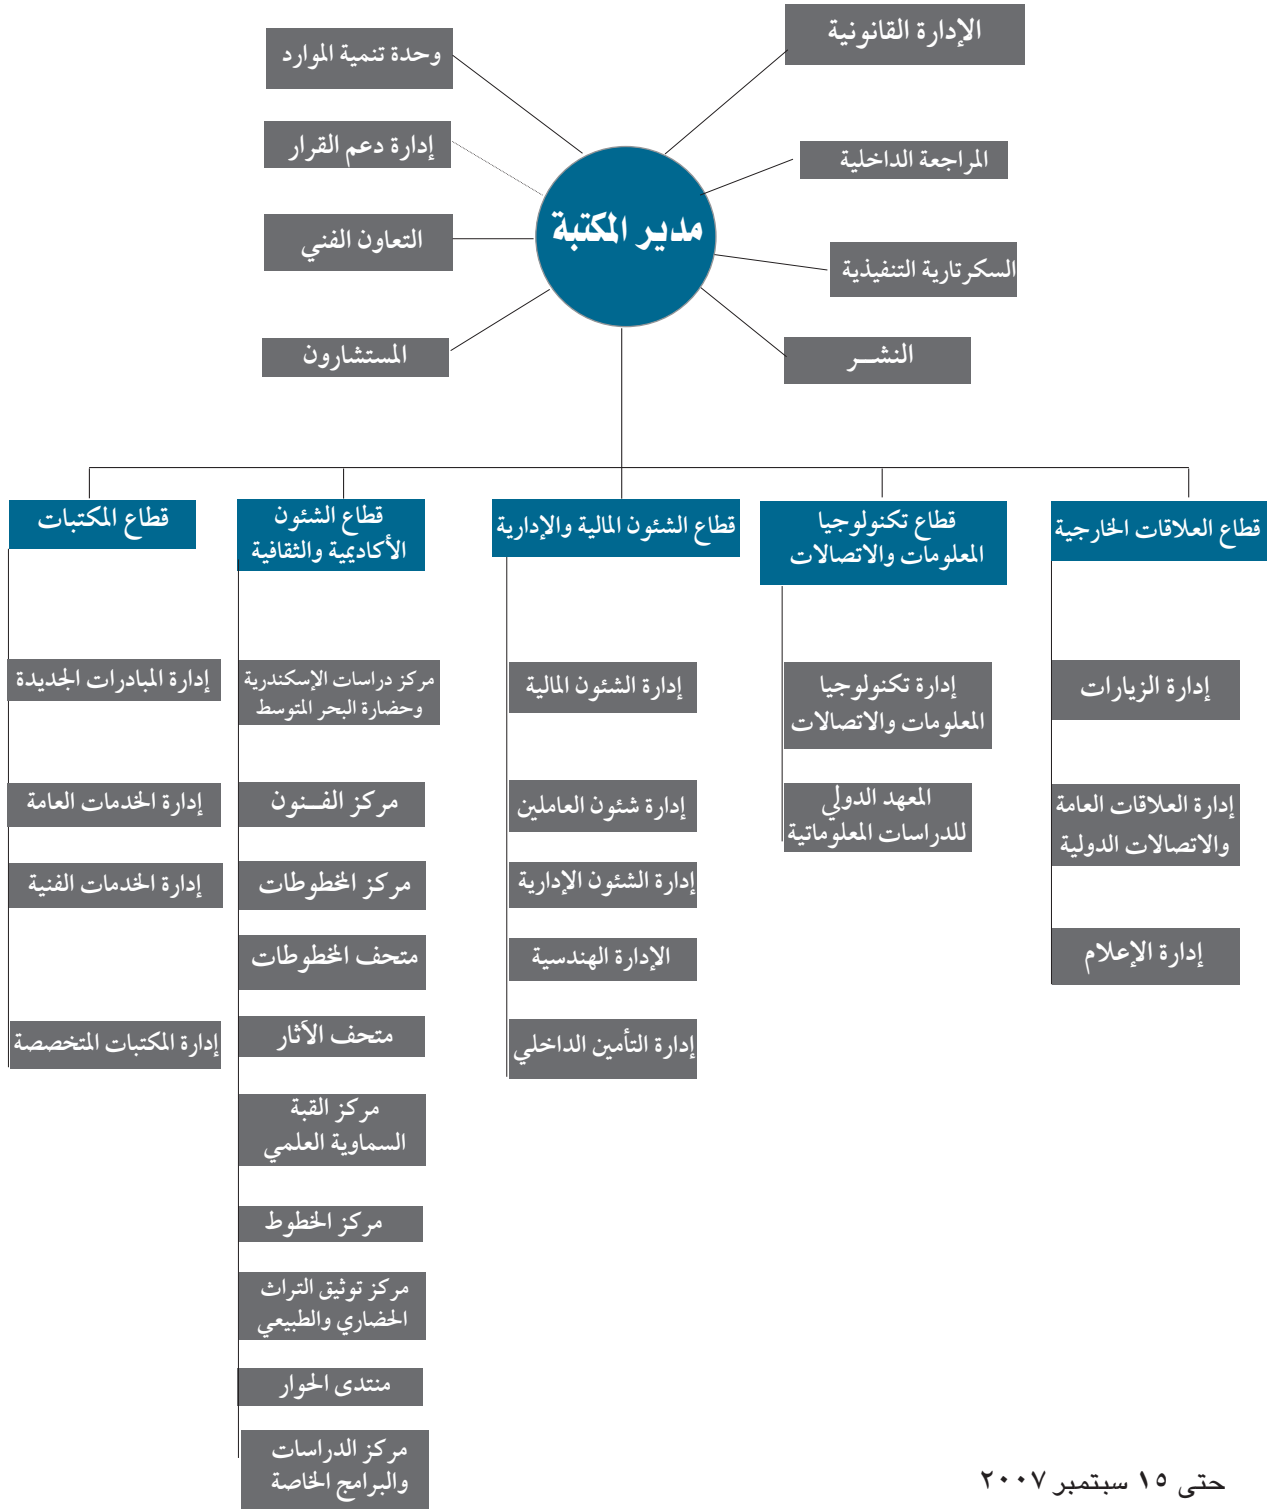 الإدارة القانونية
وحدة تنمية الموارد
المراجعة الداخلية
إدارة دعم القرار
مدير المكتبة
السكرتارية التنفيذية
التعاون الفني
النشــر
المستشارون
قطاع العلاقات الخارجية
إدارة الزيارات
إدارة العلاقات العامة
والاتصالات الدولية
إدارة الإعلام
قطاع تكنولوجيا
المعلومات والاتصالات
إدارة تكنولوجيا
المعلومات والاتصالات
المعهد الدولي
للدراسات المعلوماتية
قطاع الشئون المالية والإدارية
إدارة الشئون المالية
إدارة شئون العاملين
إدارة الشئون الإدارية
الإدارة الهندسية
إدارة التأمين الداخلي
قطاع الشئون
الأكاديمية والثقافية
مركز دراسات الإسكندرية
وحضارة البحر المتوسط
مركز الفــنون
مركز المخطوطات
متحف المخطوطات
متحف الآثار
مركز القبة
السماوية العلمي
مركز الخطوط
مركز توثيق التراث
الحضاري والطبيعي
منتدى الحوار
مركز الدراسات
والبرامج الخاصة
قطاع المكتبات
إدارة المبادرات الجديدة
إدارة الخدمات العامة
إدارة الخدمات الفنية
إدارة المكتبات المتخصصة
حتى ١٥ سبتمبر ٢٠٠٧